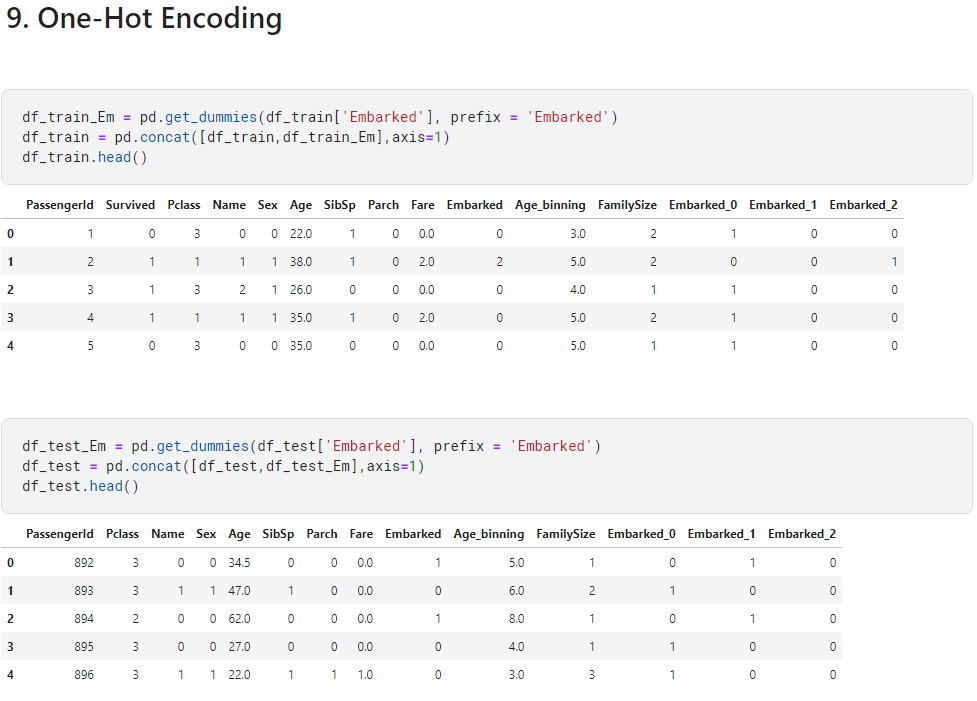 9. One-Hot Encoding
df_train_Em = pd.get_dummies(df_train['Embarked'], prefix = 'Embarked')
df_train = pd.concat([df_train,df_train_Em],axis=1)
df_train.head()
PassengerId Survived Pclass Name Sex Age SibSp Parch Fare Embarked Age_binning FamilySize Embarked_0 Embarked_1 Embarked_2
0 1 0 3 0 0 22.0 1 0 0.0 0 3.0 2 1 0 0
1 2 1 1 1 1 38.0 1 0 2.0 2 5.0 2 0 0 1
2 3 1 3 2 1 26.0 0 0 0.0 0 4.0 1 1 0 0
3 4 1 1 1 1 35.0 1 0 2.0 0 5.0 2 1 0 0
4 5 0 3 0 0 35.0 0 0 0.0 0 5.0 1 1 0 0
df_test_Em = pd.get_dummies(df_test['Embarked'], prefix = 'Embarked')
df_test = pd.concat([df_test,df_test_Em],axis=1)
df_test.head()
PassengerId Pclass Name Sex Age SibSp Parch Fare Embarked Age_binning FamilySize Embarked_0 Embarked_1 Embarked_2
0 892 3 0 0 34.5 0 0 0.0 1 5.0 1 0 1 0
1 893 3 1 1 47.0 1 0 0.0 0 6.0 2 1 0 0
2 894 2 0 0 62.0 0 0 0.0 1 8.0 1 0 1 0
3 895 3 0 0 27.0 0 0 0.0 0 4.0 1 1 0 0
4 896 3 1 1 22.0 1 1 1.0 0 3.0 3 1 0 0